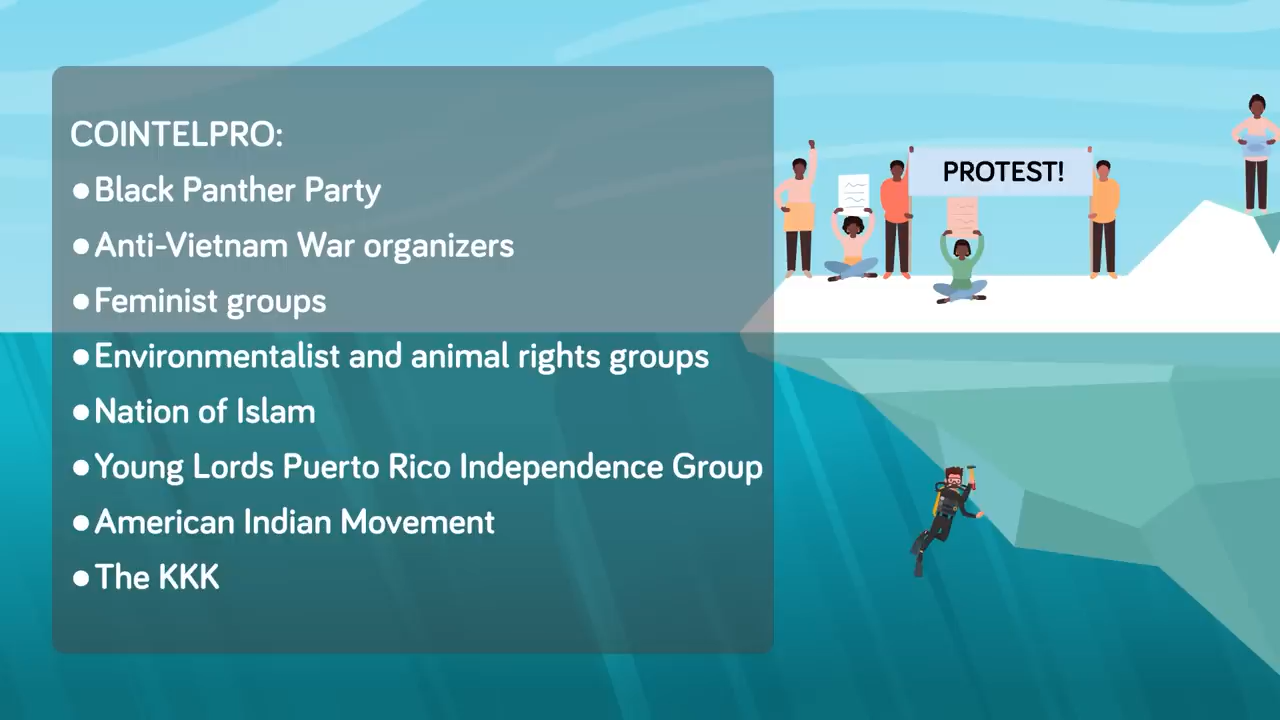 COINTELPRO:
●Black Panther Party
●Anti-Vietnam War organizers
●Feminist groups
●Environmentalist and animal rights groups
●Nation of Islam
●Young Lords Puerto Rico Independence Group
●American Indian Movement
●The KKK
PROTEST!